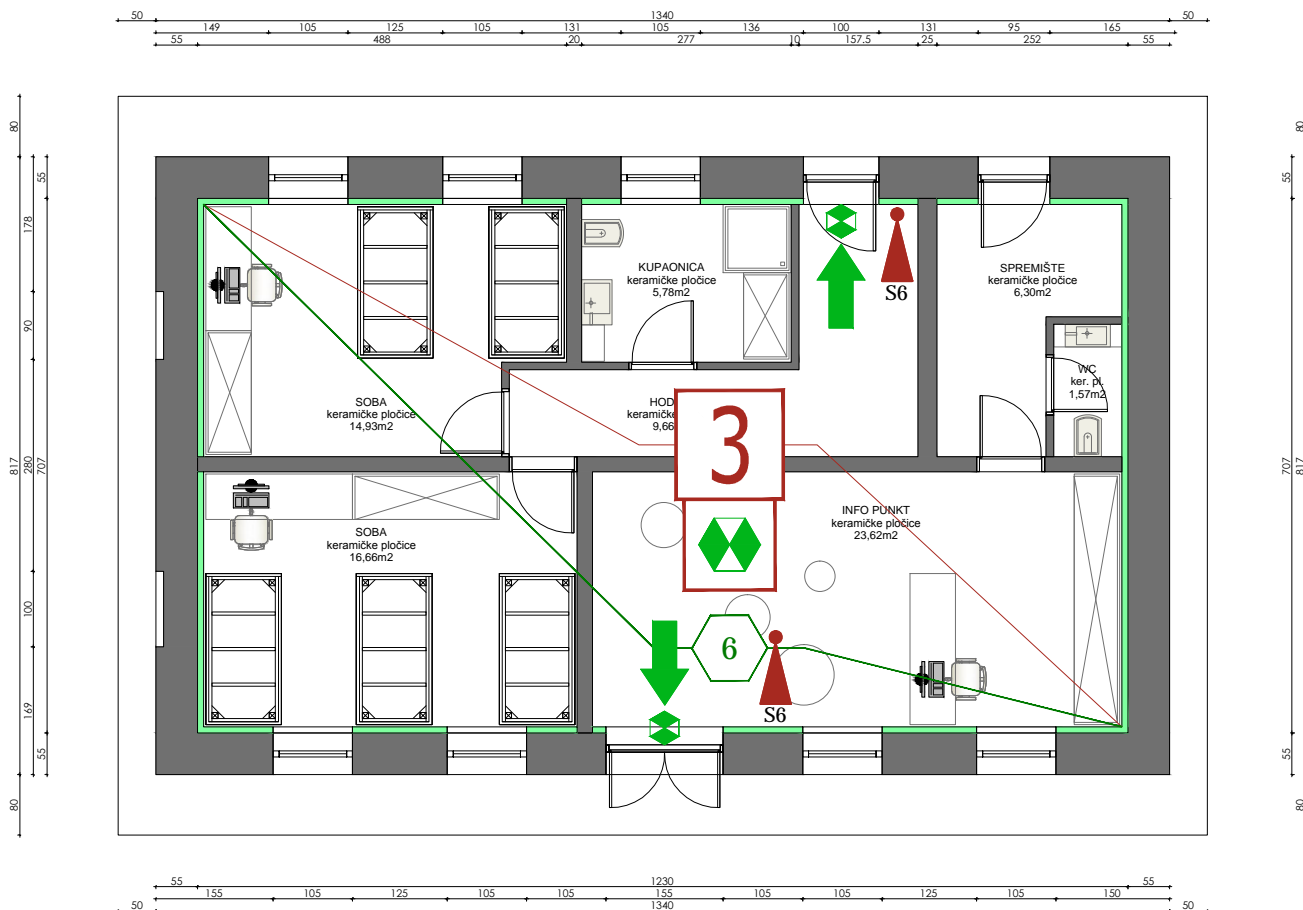 50 1340 50
149 105 125 105 131 105 136 100 131 95 165
55 488 20 277 10 157.5 25 252 55
80
817
80
55
178
90
280
100
169
55
707
80
55
707
817
55
80
KUPAONICA
keramičke pločice
5,78m2
S6
SPREMIŠTE
keramičke pločice
6,30m2
WC
ker. pl.
1,57m2
SOBA
keramičke pločice
14,93m2
HOD
keramičke
9,66
3
SOBA
keramičke pločice
16,66m2
INFO PUNKT
keramičke pločice
23,62m2
6
S6
55 1230 55
155 105 125 105 105 155 105 105 125 105 150
50 1340 50